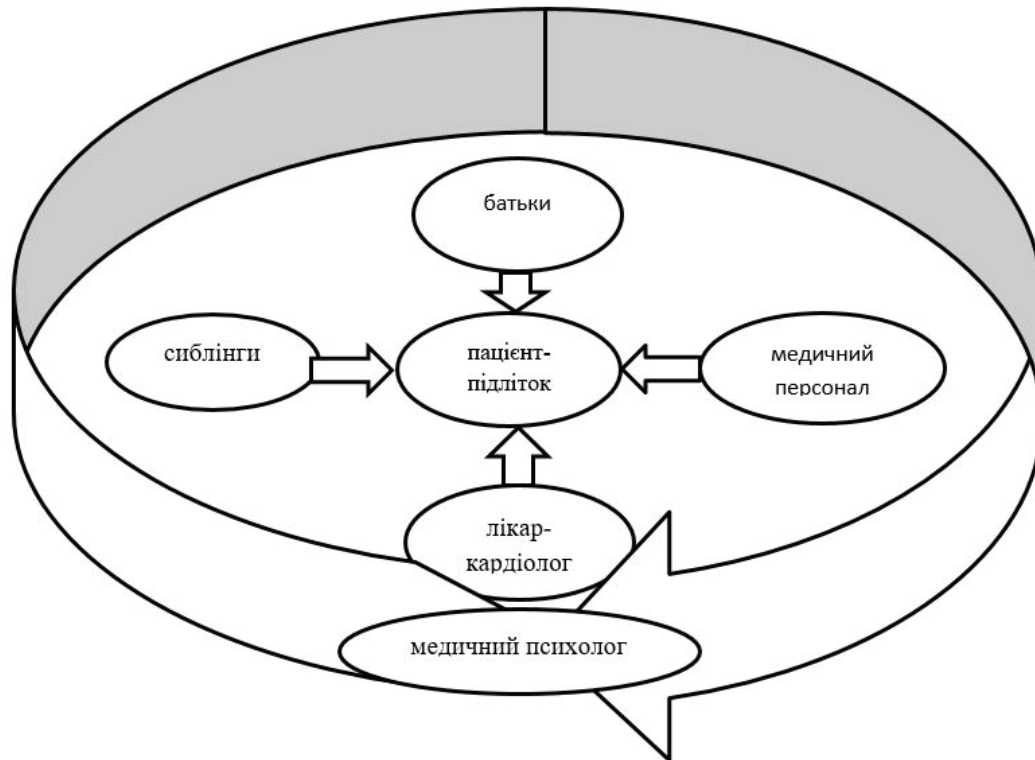 батьки
сиблінги
пацієнт-
підліток
медичний
персонал
лікар-
кардіолог
медичний психолог